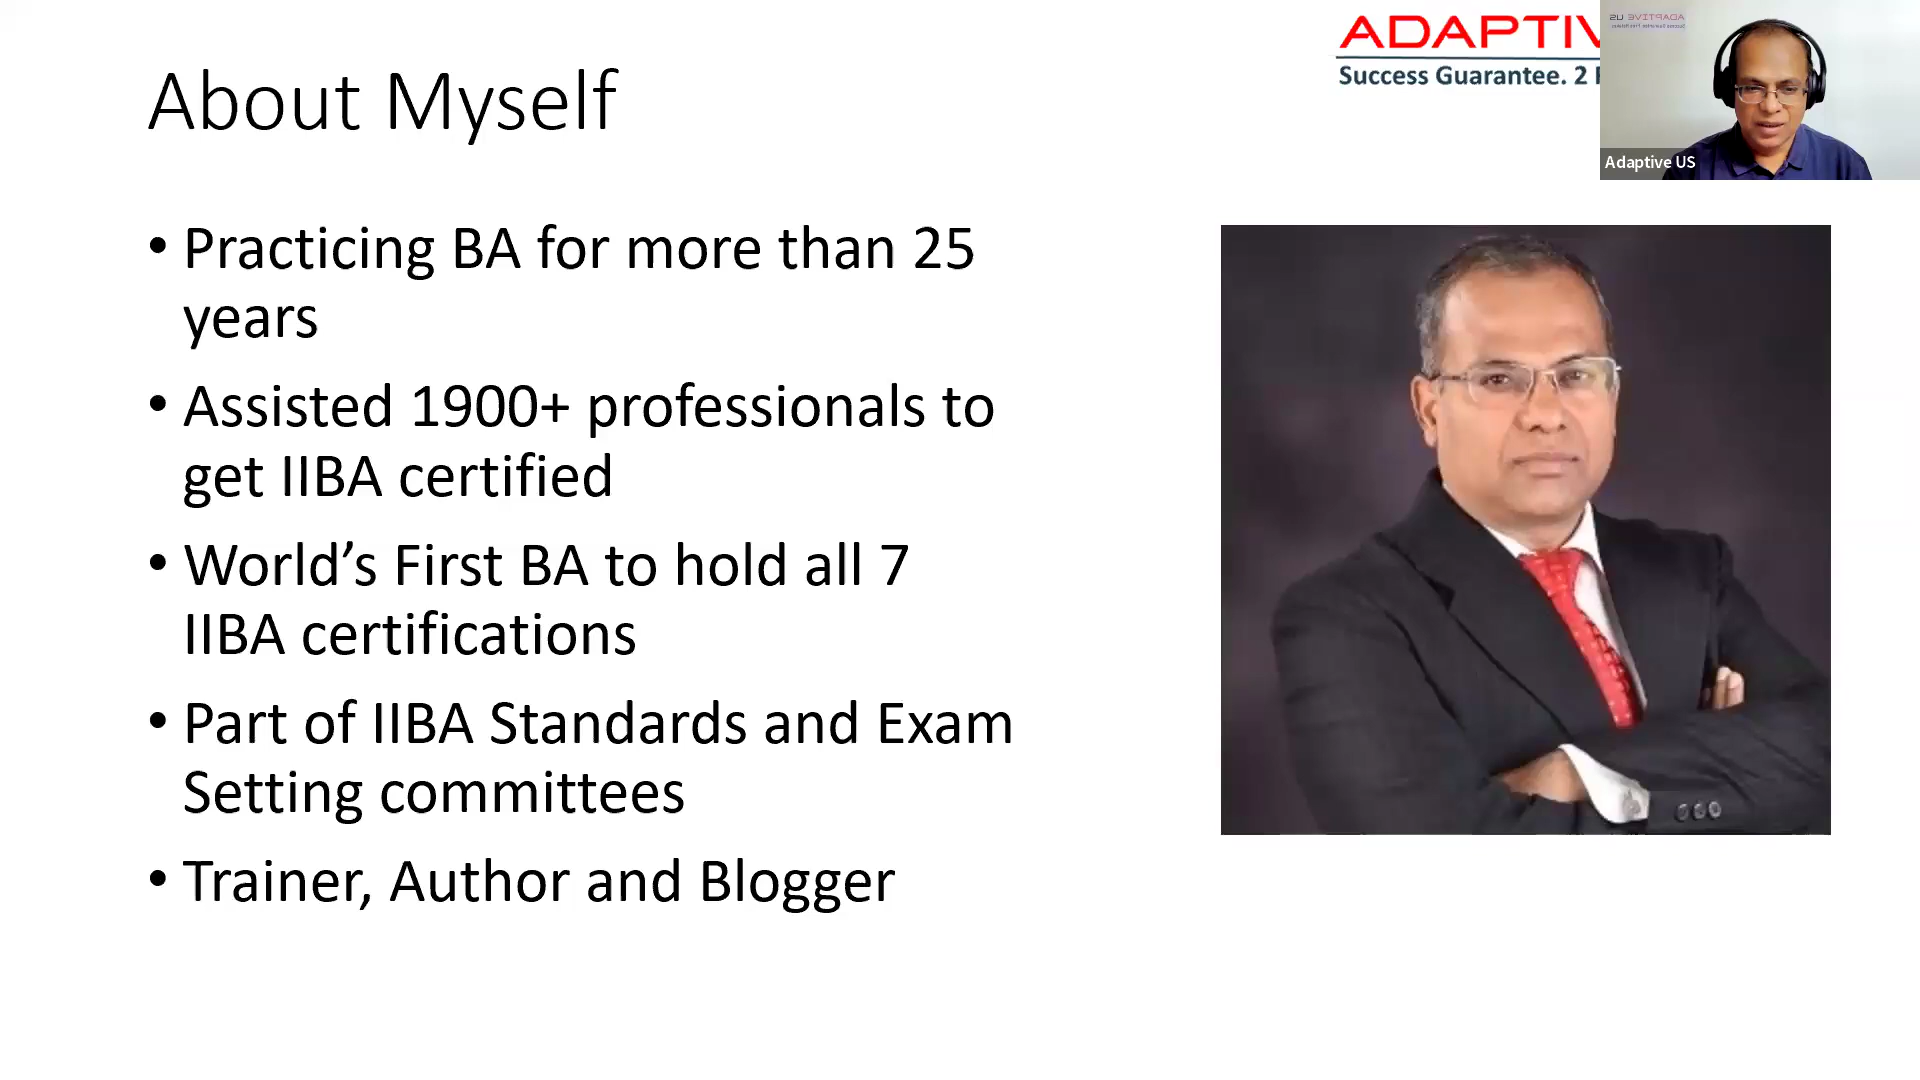 About Myself
ADAPTIV
Success Guarantee. 2
ADAPTIVE US
Adaptive US
• Practicing BA for more than 25
years
• Assisted 1900+ professionals to
get IIBA certified
• World’s First BA to hold all 7
IIBA certifications
• Part of IIBA Standards and Exam
Setting committees
• Trainer, Author and Blogger